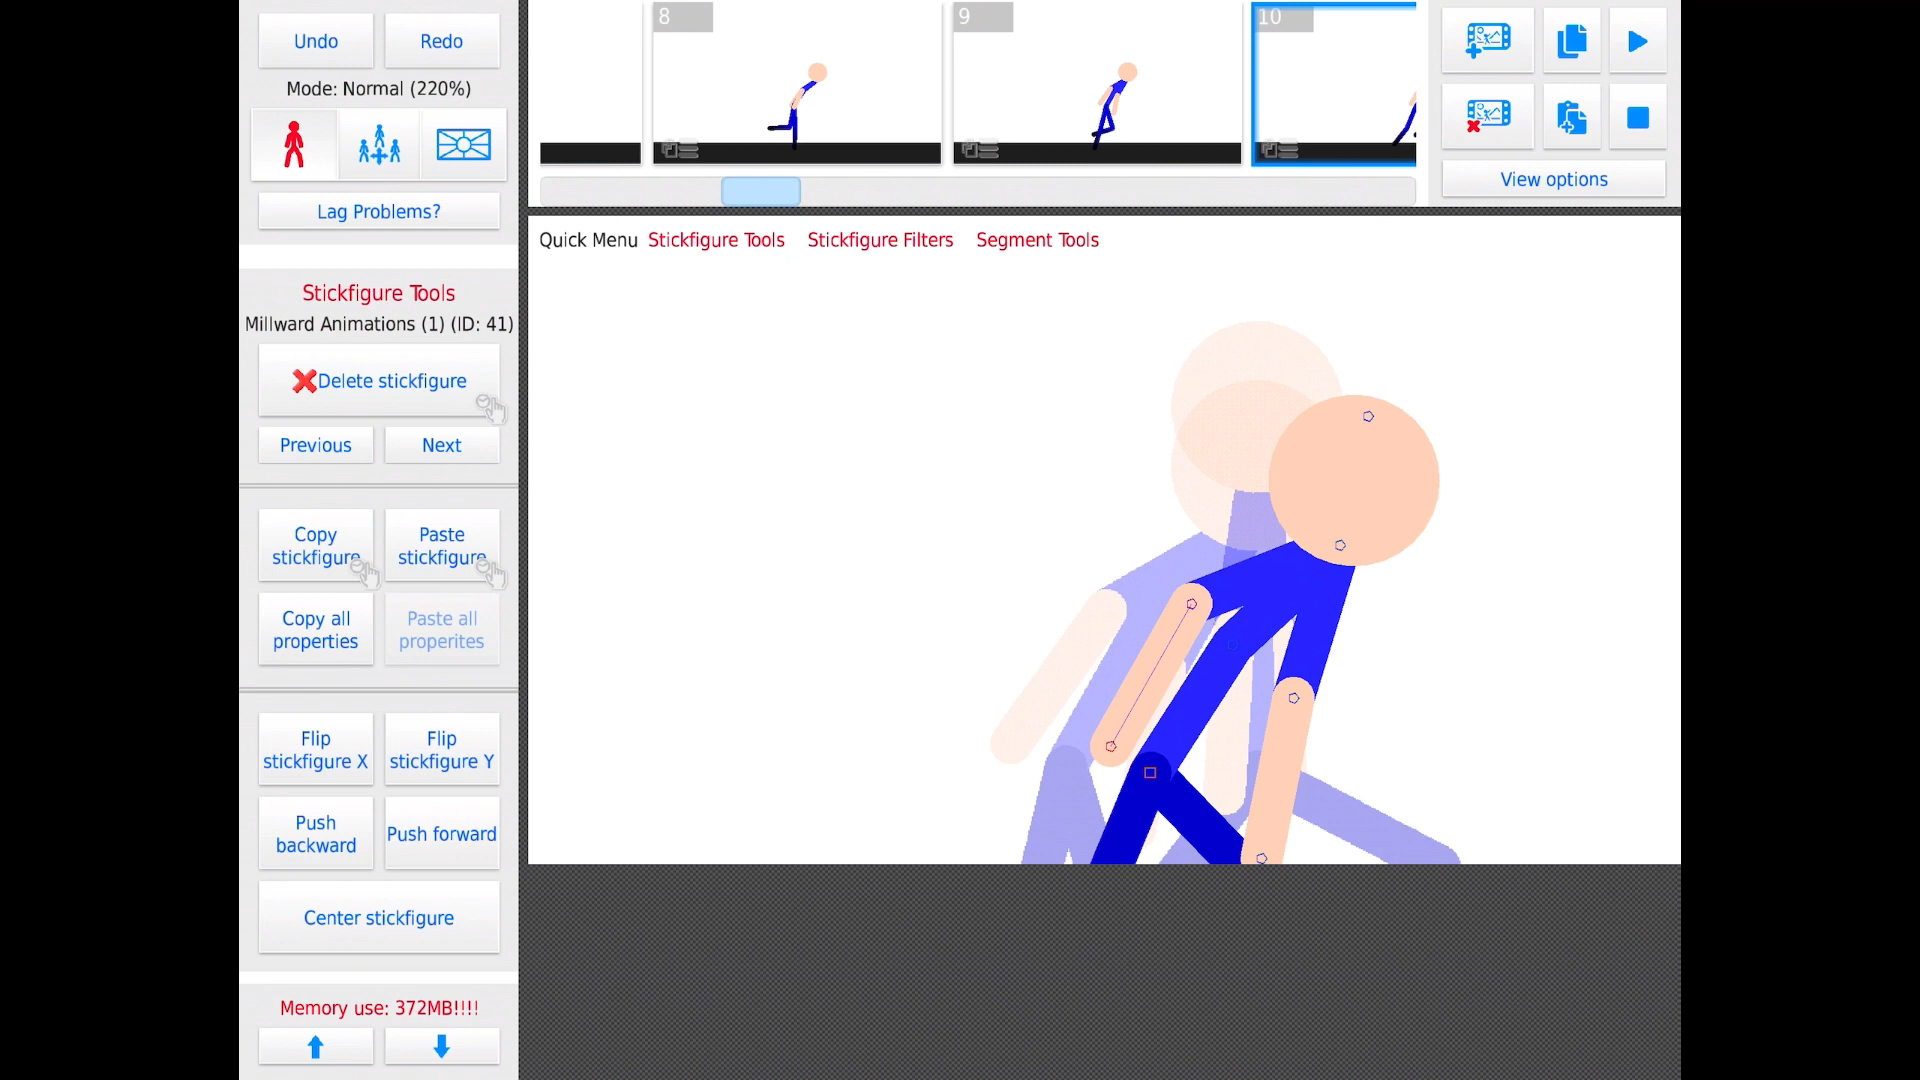 Undo
Redo
Mode: Normal (220%)
Lag Problems?
8
9
10
View options
Quick Menu Stickfigure Tools Stickfigure Filters Segment Tools
Stickfigure Tools
Millward Animations (1) (ID: 41)
Delete stickfigure
Previous
Next
Copy
stickfigure
Paste
stickfigure
Copy all
properties
Paste all
properites
Flip
stickfigure X
Flip
stickfigure Y
Push
backward
Push forward
Center stickfigure
Memory use: 372MB!!!!